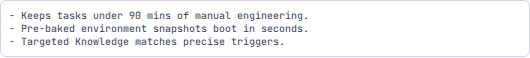 - Keeps tasks under 90 mins of manual engineering.
- Pre-baked environment snapshots boot in seconds.
- Targeted Knowledge matches precise triggers.